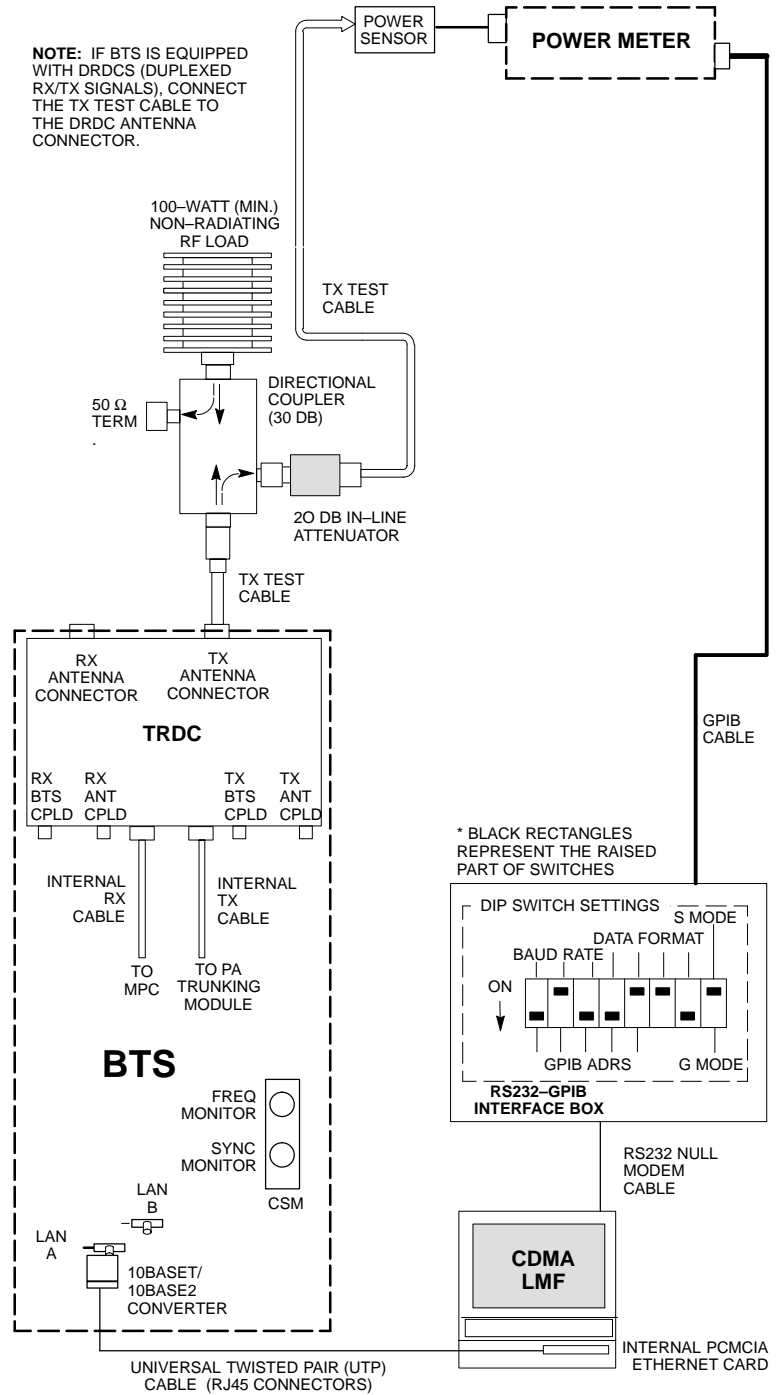 POWER
SENSOR
POWER METER
NOTE: IF BTS IS EQUIPPED
WITH DRDCS (DUPLEXED
RX/TX SIGNALS), CONNECT
THE TX TEST CABLE TO
THE DRDC ANTENNA
CONNECTOR.
100–WATT (MIN.)
NON–RADIATING
RF LOAD
TX TEST
CABLE
50 Ω
TERM
.
DIRECTIONAL
COUPLER
(30 DB)
2O DB IN–LINE
ATTENUATOR
TX TEST
CABLE
RX
ANTENNA
CONNECTOR
TX
ANTENNA
CONNECTOR
TRDC
RX
BTS
CPLD
RX
ANT
CPLD
TX
BTS
CPLD
TX
ANT
CPLD
GPIB
CABLE
INTERNAL
RX
CABLE
INTERNAL
TX
CABLE
TO
MPC
TO PA
TRUNKING
MODULE
* BLACK RECTANGLES
REPRESENT THE RAISED
PART OF SWITCHES
DIP SWITCH SETTINGS
S MODE
DATA FORMAT
BAUD RATE
ON
GPIB ADRS
G MODE
RS232–GPIB
INTERFACE BOX
BTS
FREQ
MONITOR
SYNC
MONITOR
CSM
LAN
B
LAN
A
10BASET/
10BASE2
CONVERTER
RS232 NULL
MODEM
CABLE
CDMA
LMF
INTERNAL PCMCIA
ETHERNET CARD
UNIVERSAL TWISTED PAIR (UTP)
CABLE (RJ45 CONNECTORS)